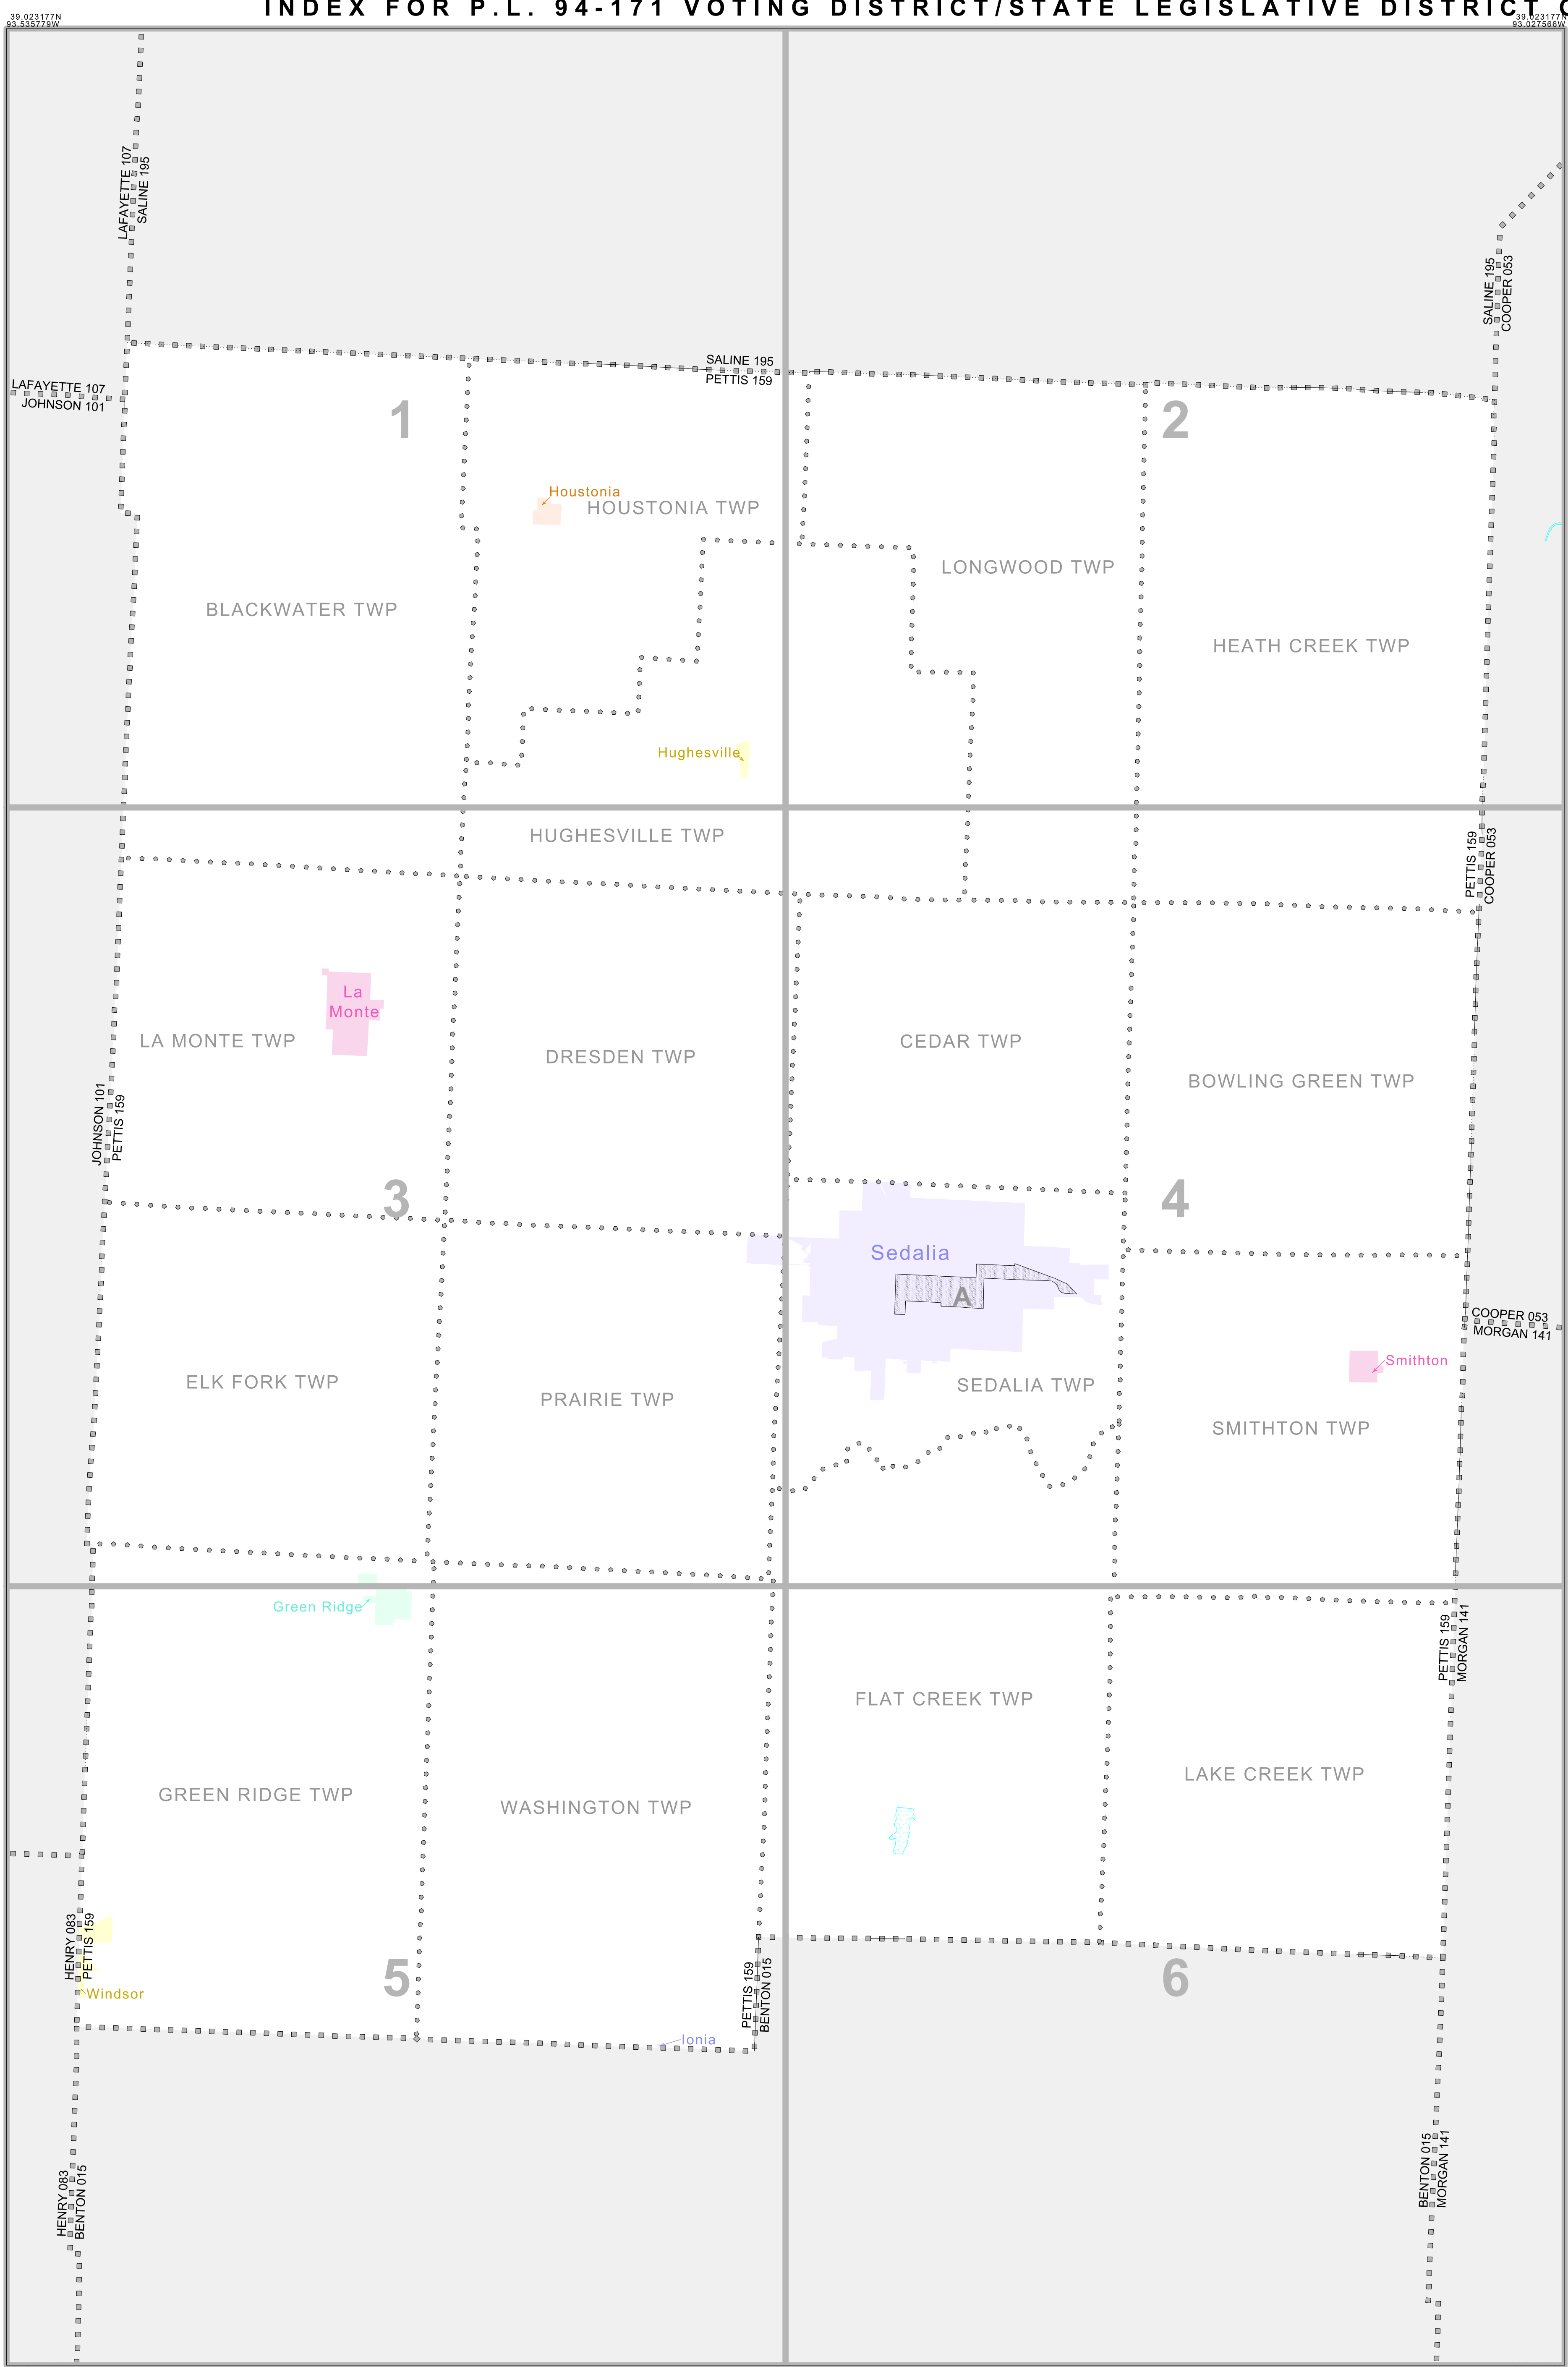 INDEX FOR P.L. 94-171 VOTING DISTRICT/STATE LEGISLATIVE DISTRICT
39.023177N
93.535779W
39.023177N
93.027566W
LAFAYETTE 107
SALINE 195
SALINE 195
COOPER 053
SALINE 195
PETTIS 159
LAFAYETTE 107
JOHNSON 101
1
2
Houstonia
HOUSTONIA TWP
LONGWOOD TWP
BLACKWATER TWP
HEATH CREEK TWP
Hughesville
HUGHESVILLE TWP
PETTIS 159
COOPER 053
La
Monte
LA MONTE TWP
DRESDEN TWP
CEDAR TWP
BOWLING GREEN TWP
JOHNSON 101
PETTIS 159
3
4
Sedalia
A
COOPER 053
MORGAN 141
Smithton
ELK FORK TWP
PRAIRIE TWP
SEDALIA TWP
SMITHTON TWP
Green Ridge
PETTIS 159
MORGAN 141
FLAT CREEK TWP
LAKE CREEK TWP
GREEN RIDGE TWP
WASHINGTON TWP
HENRY 083
PETTIS 159
Windsor
5
6
PETTIS 159
BENTON 015
Ionia
HENRY 083
BENTON 015
BENTON 015
MORGAN 141